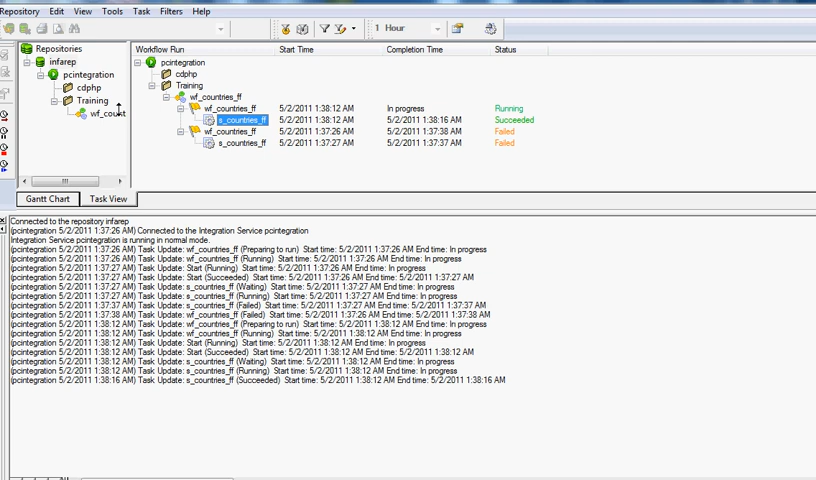 Repository Edit View Tools Task Filters Help
1 Hour
Repositories
infarep
pcintegration
cdphp
Training
wf_count
Workflow Run Start Time Completion Time Status
pcintegration
cdphp
Training
wf_countries_ff
wf_countries_ff 5/2/2011 1:38:12 AM In progress Running
s_countries_ff 5/2/2011 1:38:12 AM 5/2/2011 1:38:16 AM Succeeded
wf_countries_ff 5/2/2011 1:37:26 AM 5/2/2011 1:37:38 AM Failed
s_countries_ff 5/2/2011 1:37:27 AM 5/2/2011 1:37:37 AM Failed
Gantt Chart Task View
Connected to the repository infarep
(pcintegration 5/2/2011 1:37:26 AM) Connected to the Integration Service pcintegration
Integration Service pcintegration is running in normal mode.
(pcintegration 5/2/2011 1:37:26 AM) Task Update: wf_countries_ff (Preparing to run) Start time: 5/2/2011 1:37:26 AM End time: In progress
(pcintegration 5/2/2011 1:37:26 AM) Task Update: wf_countries_ff (Running) Start time: 5/2/2011 1:37:26 AM End time: In progress
(pcintegration 5/2/2011 1:37:27 AM) Task Update: Start (Running) Start time: 5/2/2011 1:37:26 AM End time: In progress
(pcintegration 5/2/2011 1:37:27 AM) Task Update: Start (Succeeded) Start time: 5/2/2011 1:37:26 AM End time: 5/2/2011 1:37:27 AM
(pcintegration 5/2/2011 1:37:27 AM) Task Update: s_countries_ff (Waiting) Start time: 5/2/2011 1:37:27 AM End time: In progress
(pcintegration 5/2/2011 1:37:27 AM) Task Update: s_countries_ff (Running) Start time: 5/2/2011 1:37:27 AM End time: In progress
(pcintegration 5/2/2011 1:37:37 AM) Task Update: s_countries_ff (Failed) Start time: 5/2/2011 1:37:27 AM End time: 5/2/2011 1:37:37 AM
(pcintegration 5/2/2011 1:37:38 AM) Task Update: wf_countries_ff (Failed) Start time: 5/2/2011 1:37:26 AM End time: 5/2/2011 1:37:38 AM
(pcintegration 5/2/2011 1:38:12 AM) Task Update: wf_countries_ff (Preparing to run) Start time: 5/2/2011 1:38:12 AM End time: In progress
(pcintegration 5/2/2011 1:38:12 AM) Task Update: wf_countries_ff (Running) Start time: 5/2/2011 1:38:12 AM End time: In progress
(pcintegration 5/2/2011 1:38:12 AM) Task Update: Start (Running) Start time: 5/2/2011 1:38:12 AM End time: In progress
(pcintegration 5/2/2011 1:38:12 AM) Task Update: Start (Succeeded) Start time: 5/2/2011 1:38:12 AM End time: 5/2/2011 1:38:12 AM
(pcintegration 5/2/2011 1:38:12 AM) Task Update: s_countries_ff (Waiting) Start time: 5/2/2011 1:38:12 AM End time: In progress
(pcintegration 5/2/2011 1:38:12 AM) Task Update: s_countries_ff (Running) Start time: 5/2/2011 1:38:12 AM End time: In progress
(pcintegration 5/2/2011 1:38:16 AM) Task Update: s_countries_ff (Succeeded) Start time: 5/2/2011 1:38:12 AM End time: 5/2/2011 1:38:16 AM